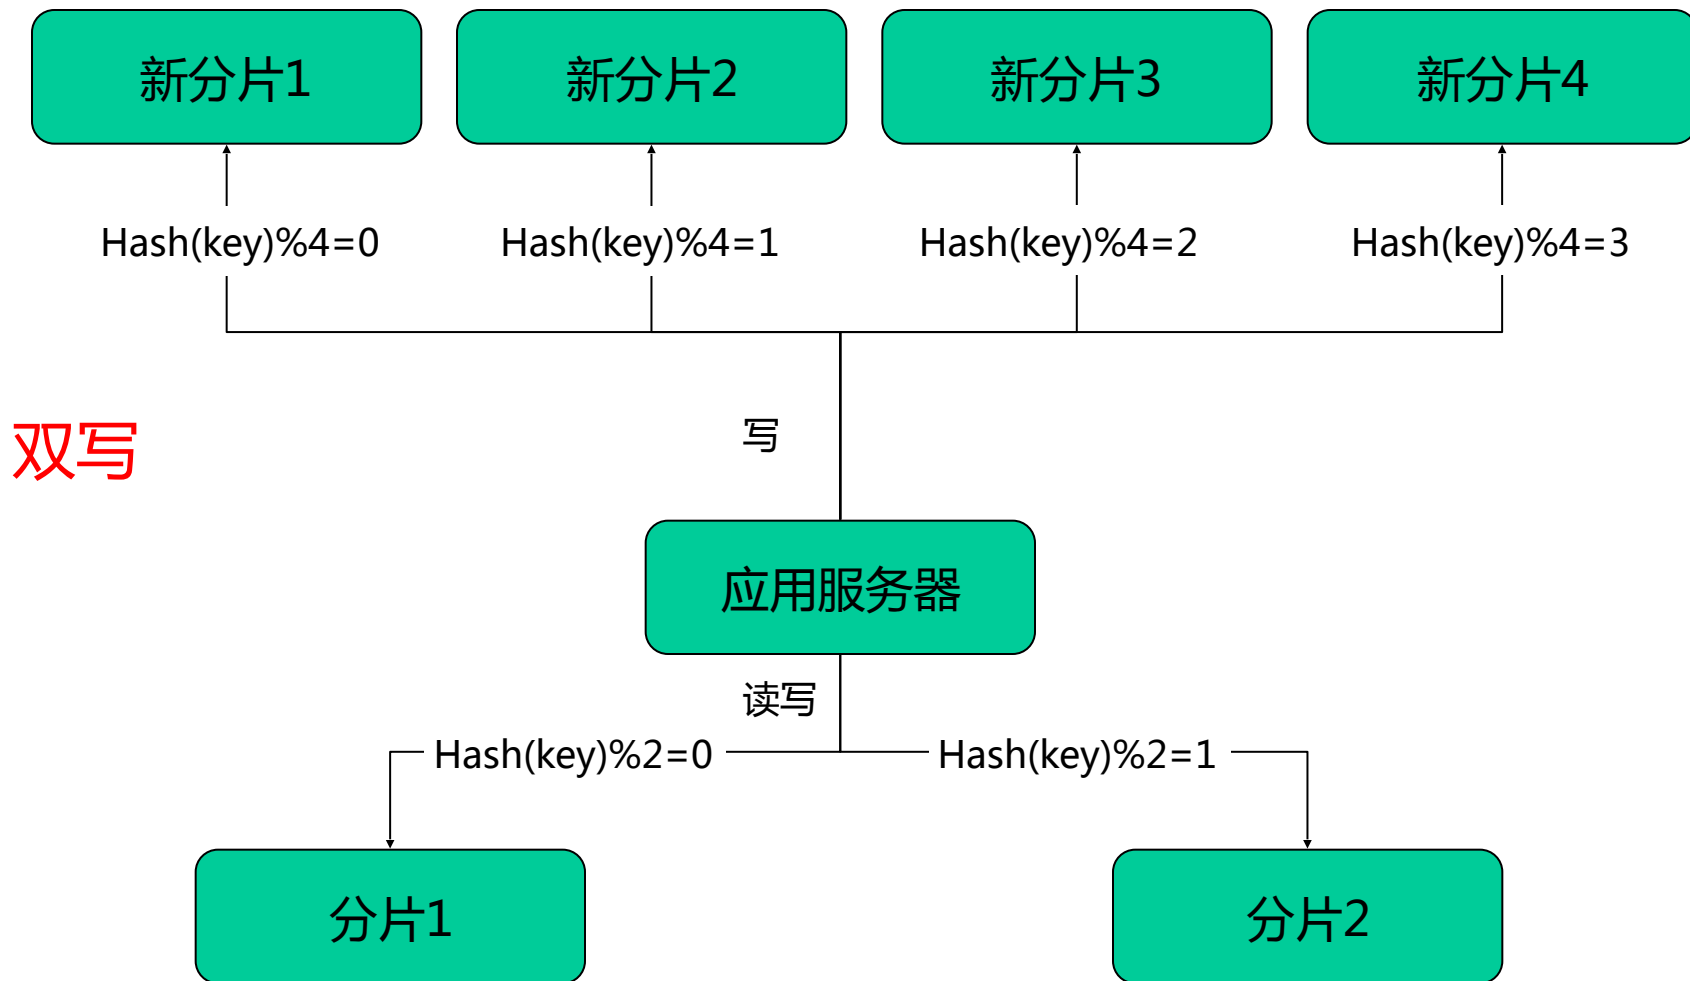 新分片1
新分片2
新分片3
新分片4
Hash(key)%4=0
Hash(key)%4=1
Hash(key)%4=2
Hash(key)%4=3
双写
写
应用服务器
读写
Hash(key)%2=0
Hash(key)%2=1
分片1
分片2